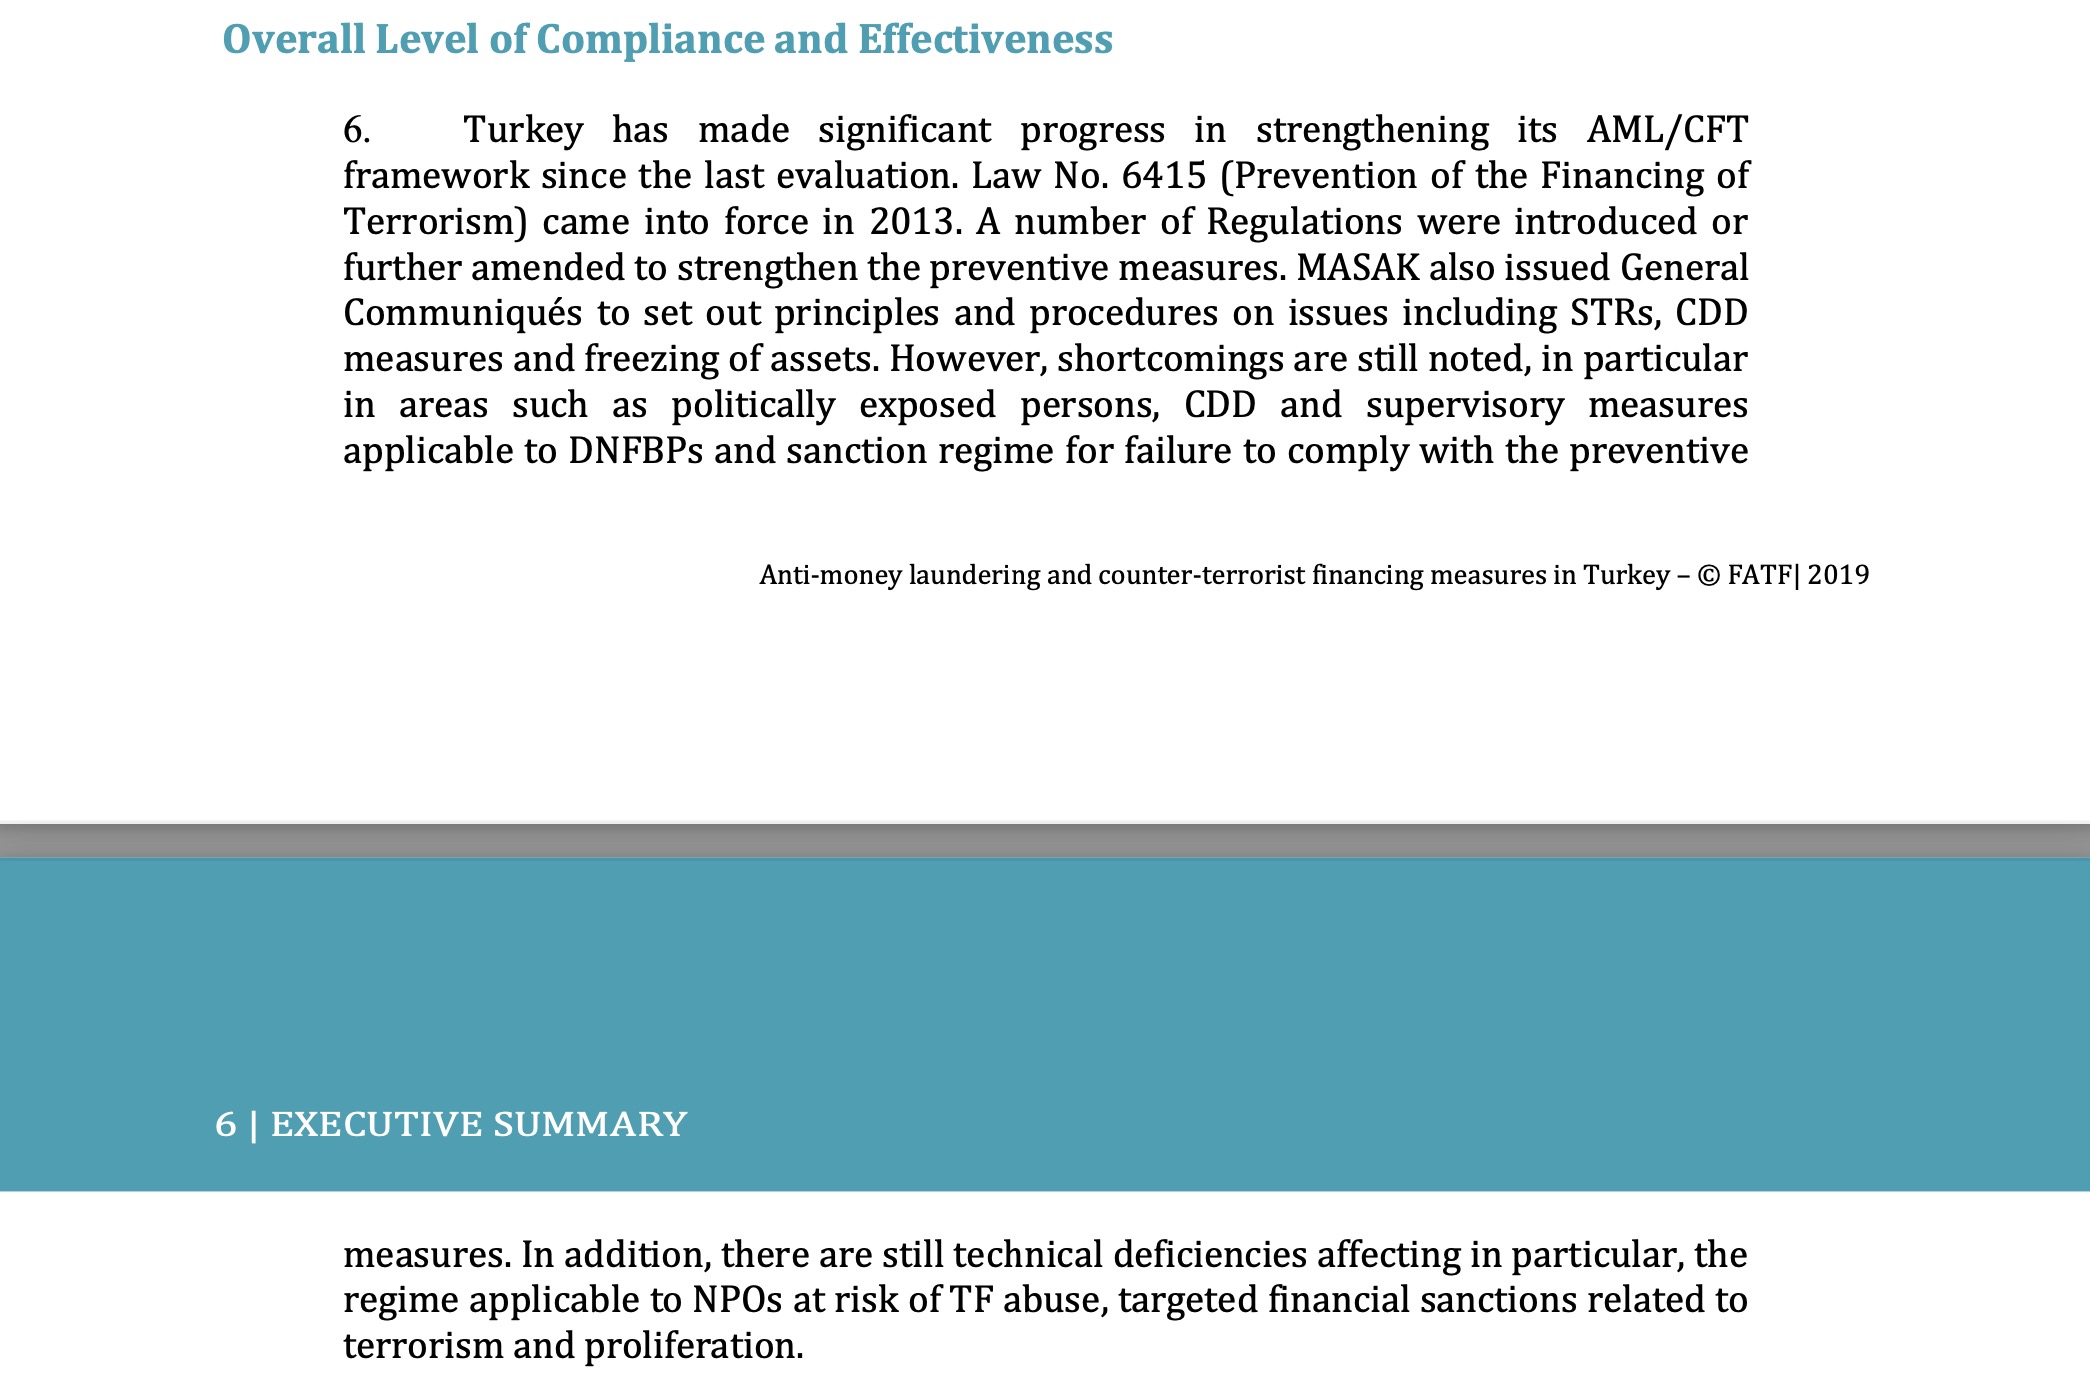 Overall Level of Compliance and Effectiveness
6. Turkey has made significant progress in strengthening its AML/CFT
framework since the last evaluation. Law No. 6415 (Prevention of the Financing of
Terrorism) came into force in 2013. A number of Regulations were introduced or
further amended to strengthen the preventive measures. MASAK also issued General
Communiqués to set out principles and procedures on issues including STRs, CDD
measures and freezing of assets. However, shortcomings are still noted, in particular
in areas such as politically exposed persons, CDD and supervisory measures
applicable to DNFBPs and sanction regime for failure to comply with the preventive
Anti-money laundering and counter-terrorist financing measures in Turkey – © FATF| 2019
6 | EXECUTIVE SUMMARY
measures. In addition, there are still technical deficiencies affecting in particular, the
regime applicable to NPOs at risk of TF abuse, targeted financial sanctions related to
terrorism and proliferation.